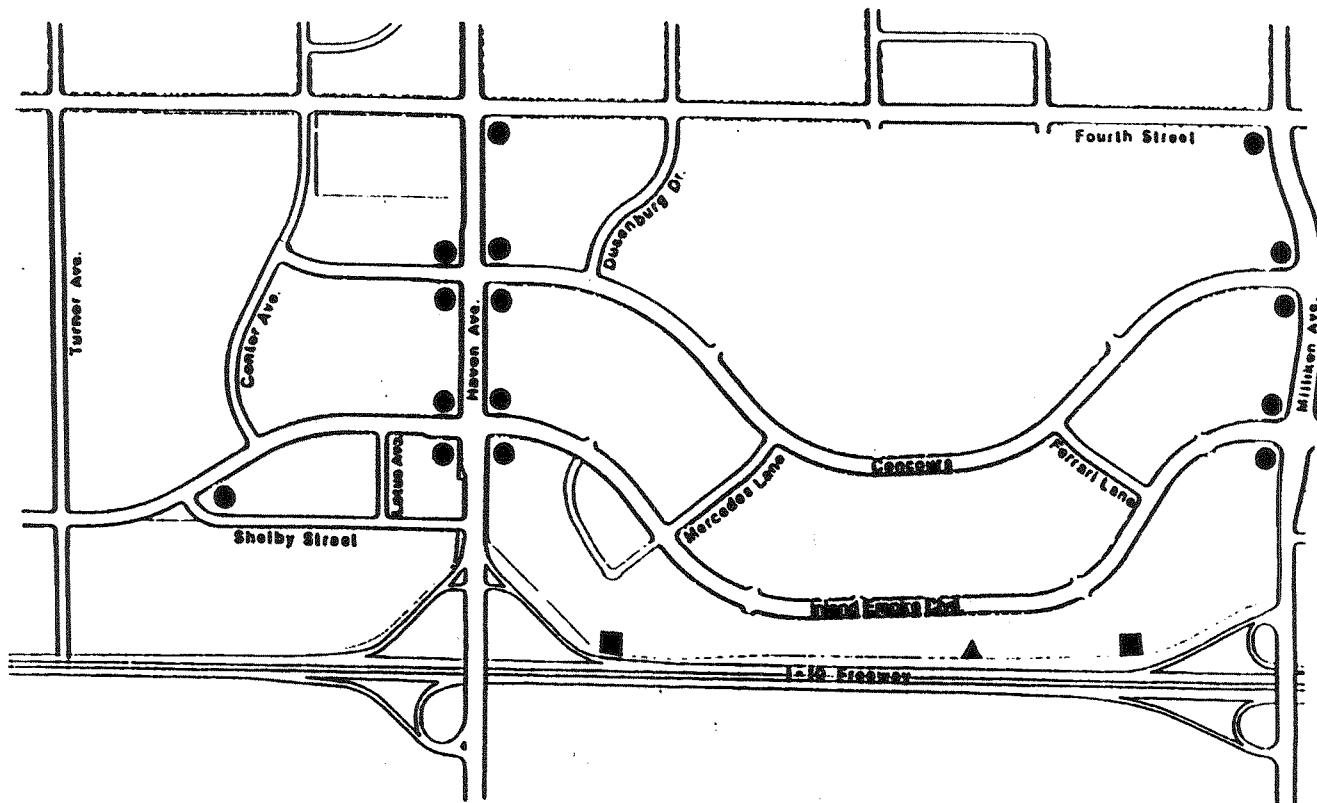 Fourth Street
Dusenburg Dr.
Turner Ave.
Center Ave.
Haven Ave.
Milliken Ave.
Lotus Ave.
Mercedes Lane
Concours
Ferrari Lane
Shelby Street
Inland Empire Blvd.
I-10 Freeway